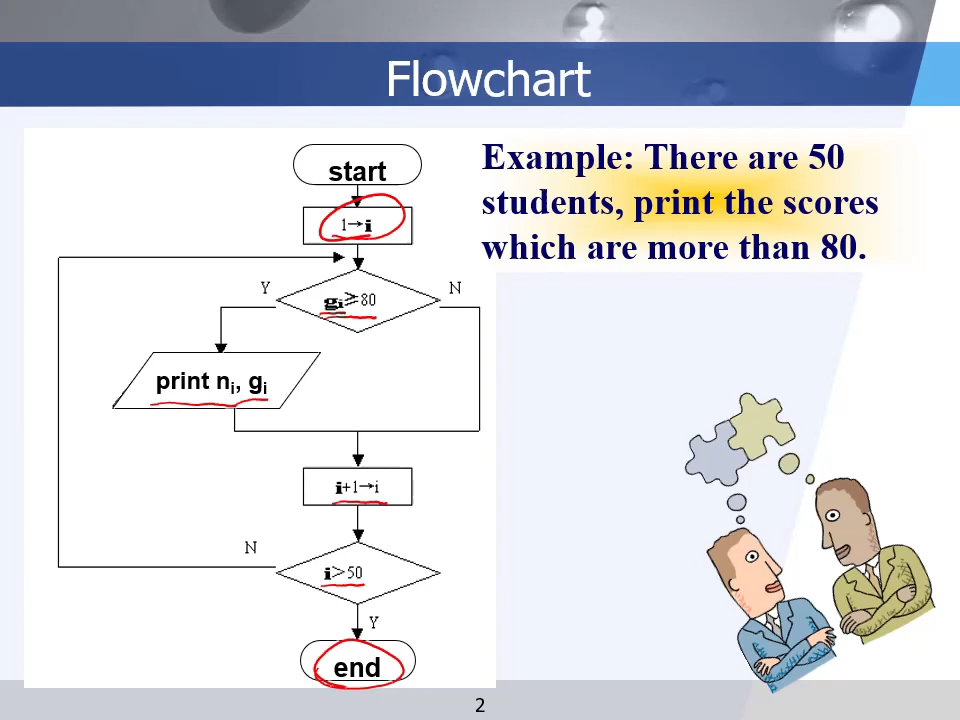 Flowchart
Example: There are 50
students, print the scores
which are more than 80.
start
1→i
gi≥80
Y
N
print ni, gi
i+1→i
i>50
N
Y
end
2